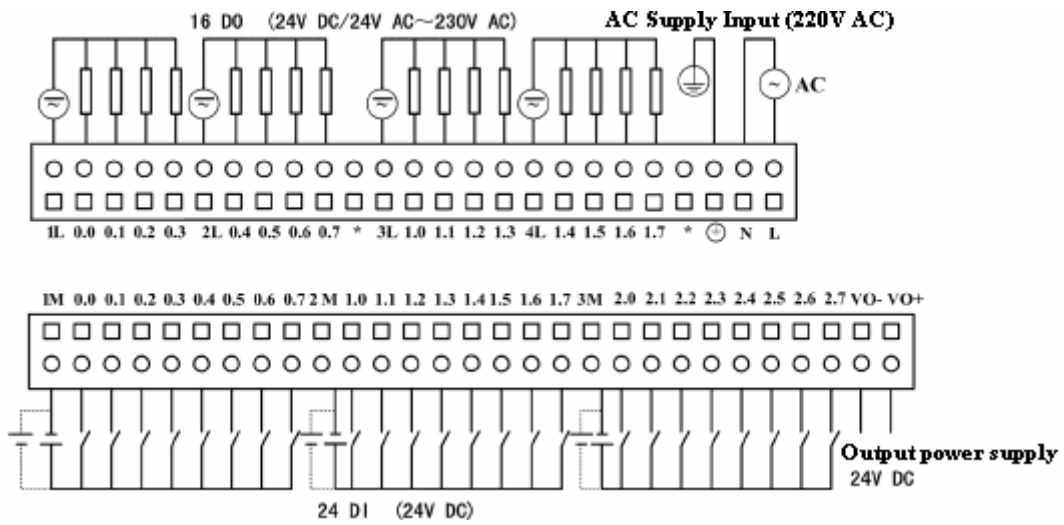 16 DO (24V DC/24V AC~230V AC) AC Supply Input (220V AC)
~ ~ ~ ~ ~ AC
1L 0.0 0.1 0.2 0.3 2L 0.4 0.5 0.6 0.7 * 3L 1.0 1.1 1.2 1.3 4L 1.4 1.5 1.6 1.7 * N L
1M 0.0 0.1 0.2 0.3 0.4 0.5 0.6 0.7 2 M 1.0 1.1 1.2 1.3 1.4 1.5 1.6 1.7 3M 2.0 2.1 2.2 2.3 2.4 2.5 2.6 2.7 VO- VO+
Output power supply
24V DC
24 DI (24V DC)